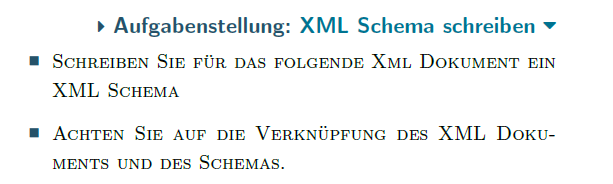 Aufgabenstellung: XML Schema schreiben
Schreiben Sie für das folgende Xml Dokument ein
XML Schema
Achten Sie auf die Verknüpfung des XML Doku-
ments und des Schemas.